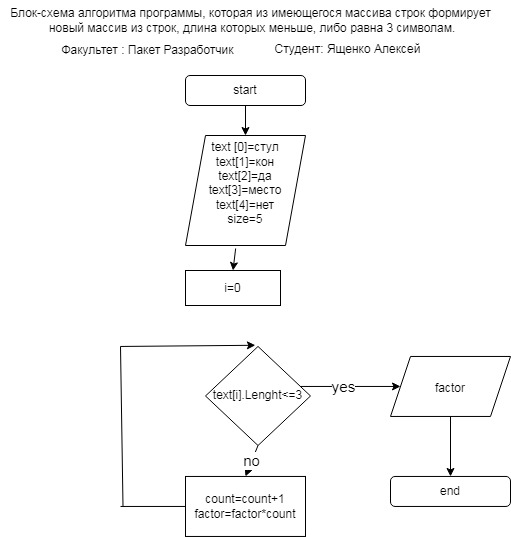 Блок-схема алгоритма программы, которая из имеющегося массива строк формирует
новый массив из строк, длина которых меньше, либо равна 3 символам.
Факультет : Пакет Разработчик Студент: Ященко Алексей
start
text [0]=стул
text[1]=кон
text[2]=да
text[3]=место
text[4]=нет
size=5
i=0
text[i].Lenght<=3
yes
factor
no
count=count+1
factor=factor*count
end